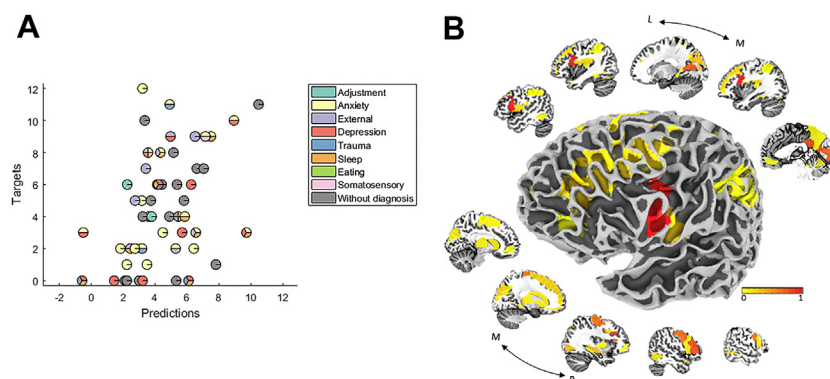 A
B
12
10
8
6
4
2
0
Targets
-2 0 2 4 6 8 10 12
Predictions
Adjustment
Anxiety
External
Depression
Trauma
Sleep
Eating
Somatosensory
Without diagnosis
L
M
0 1
M